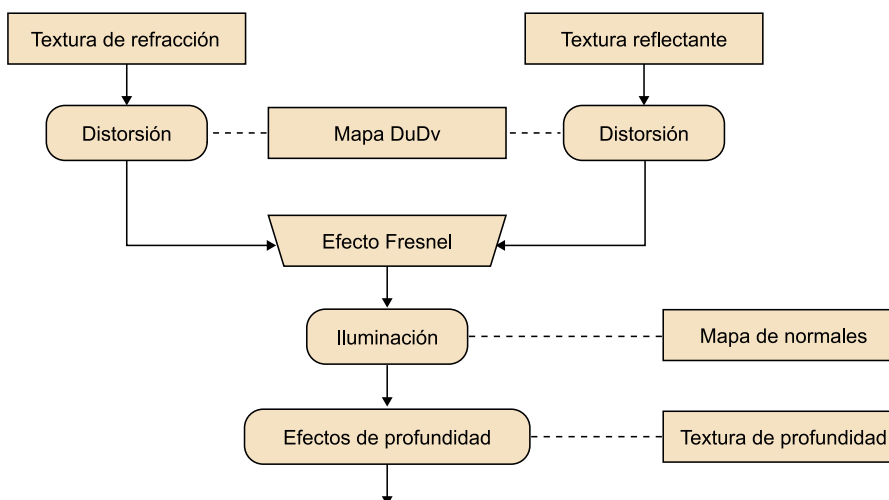 Textura de refracción
Textura reflectante
Distorsión
Mapa DuDv
Distorsión
Efecto Fresnel
Iluminación
Mapa de normales
Efectos de profundidad
Textura de profundidad